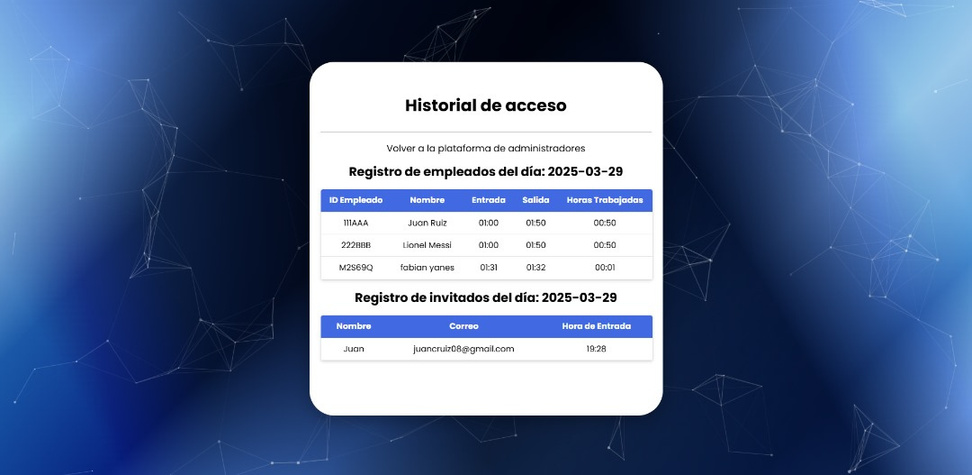 Historial de acceso
Volver a la plataforma de administradores
Registro de empleados del día: 2025-03-29
ID Empleado Nombre Entrada Salida Horas Trabajadas
111AAA Juan Ruiz 01:00 01:50 00:50
222BBB Lionel Messi 01:00 01:50 00:50
M2S69Q fabian yanes 01:31 01:32 00:01
Registro de invitados del día: 2025-03-29
Nombre Correo Hora de Entrada
Juan juancruiz08@gmail.com 19:28